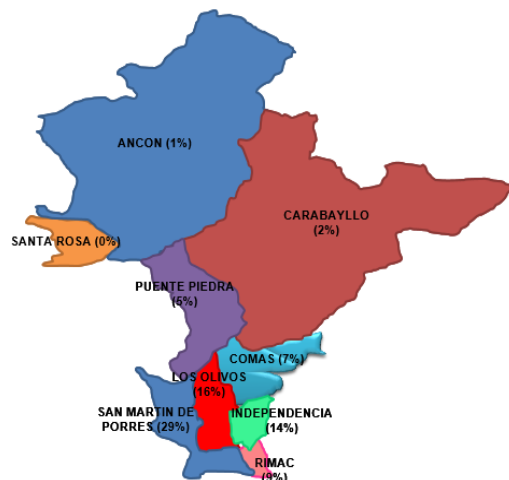 ANCON (1%)
CARABAYLLO
(2%)
SANTA ROSA (0%)
PUENTE PIEDRA
(5%)
COMAS (7%)
LOS OLIVOS
(16%)
SAN MARTIN DE
PORRES (29%)
INDEPENDENCIA
(14%)
RIMAC
(9%)